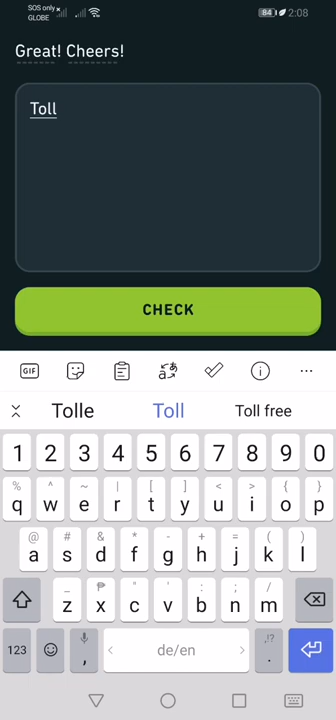 SOS only
GLOBE
84
2:08
Great! Cheers!
Toll
CHECK
GIF
Tolle Toll Toll free
1 2 3 4 5 6 7 8 9 0
% ^ ~ | [ ] < > { }
q w e r t y u i o p
@ # & * - + = ( )
a s d f g h j k l
_ ₱ " ' : ; /
z x c v b n m
123 , de/en ,!? .